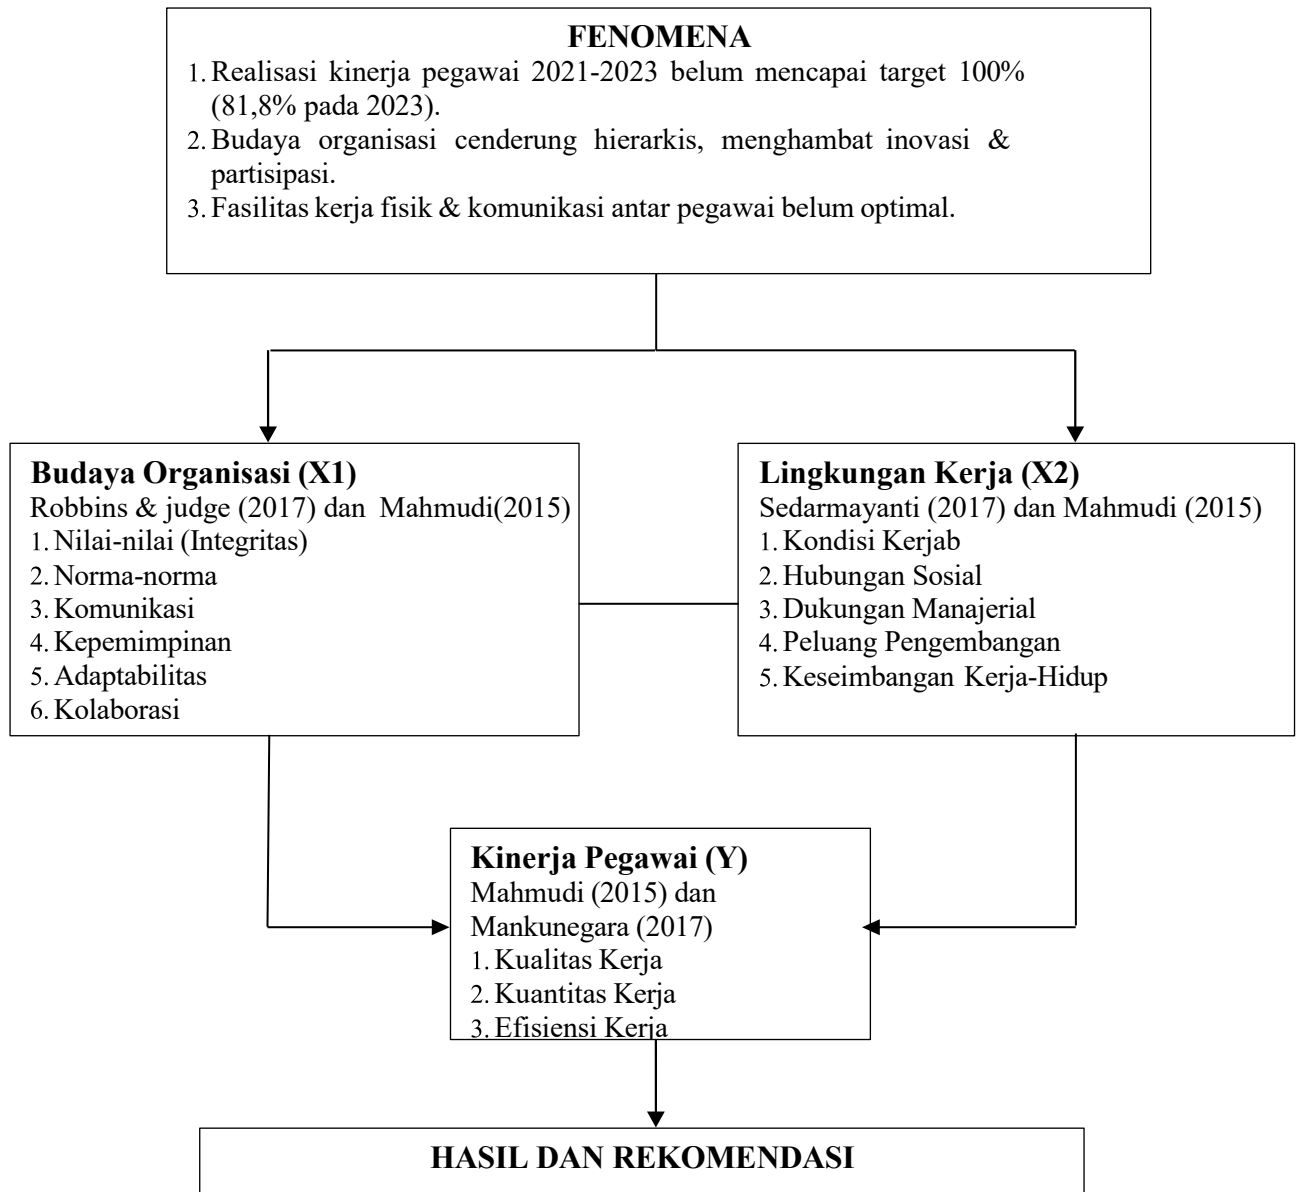 FENOMENA
1. Realisasi kinerja pegawai 2021-2023 belum mencapai target 100%
(81,8% pada 2023).
2. Budaya organisasi cenderung hierarkis, menghambat inovasi &
partisipasi.
3. Fasilitas kerja fisik & komunikasi antar pegawai belum optimal.
Budaya Organisasi (X1)
Robbins & judge (2017) dan Mahmudi(2015)
1. Nilai-nilai (Integritas)
2. Norma-norma
3. Komunikasi
4. Kepemimpinan
5. Adaptabilitas
6. Kolaborasi
Lingkungan Kerja (X2)
Sedarmayanti (2017) dan Mahmudi (2015)
1. Kondisi Kerjab
2. Hubungan Sosial
3. Dukungan Manajerial
4. Peluang Pengembangan
5. Keseimbangan Kerja-Hidup
Kinerja Pegawai (Y)
Mahmudi (2015) dan
Mankunegara (2017)
1. Kualitas Kerja
2. Kuantitas Kerja
3. Efisiensi Kerja
HASIL DAN REKOMENDASI